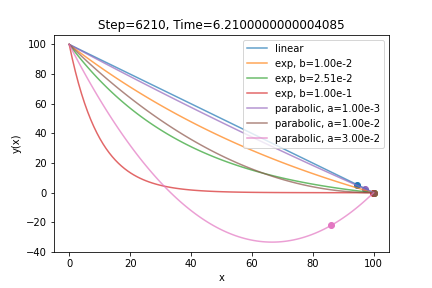 Step=6210, Time=6.2100000000004085
100
80
60
40
20
0
−20
−40
y(x)
linear
exp, b=1.00e-2
exp, b=2.51e-2
exp, b=1.00e-1
parabolic, a=1.00e-3
parabolic, a=1.00e-2
parabolic, a=3.00e-2
0 20 40 60 80 100
x